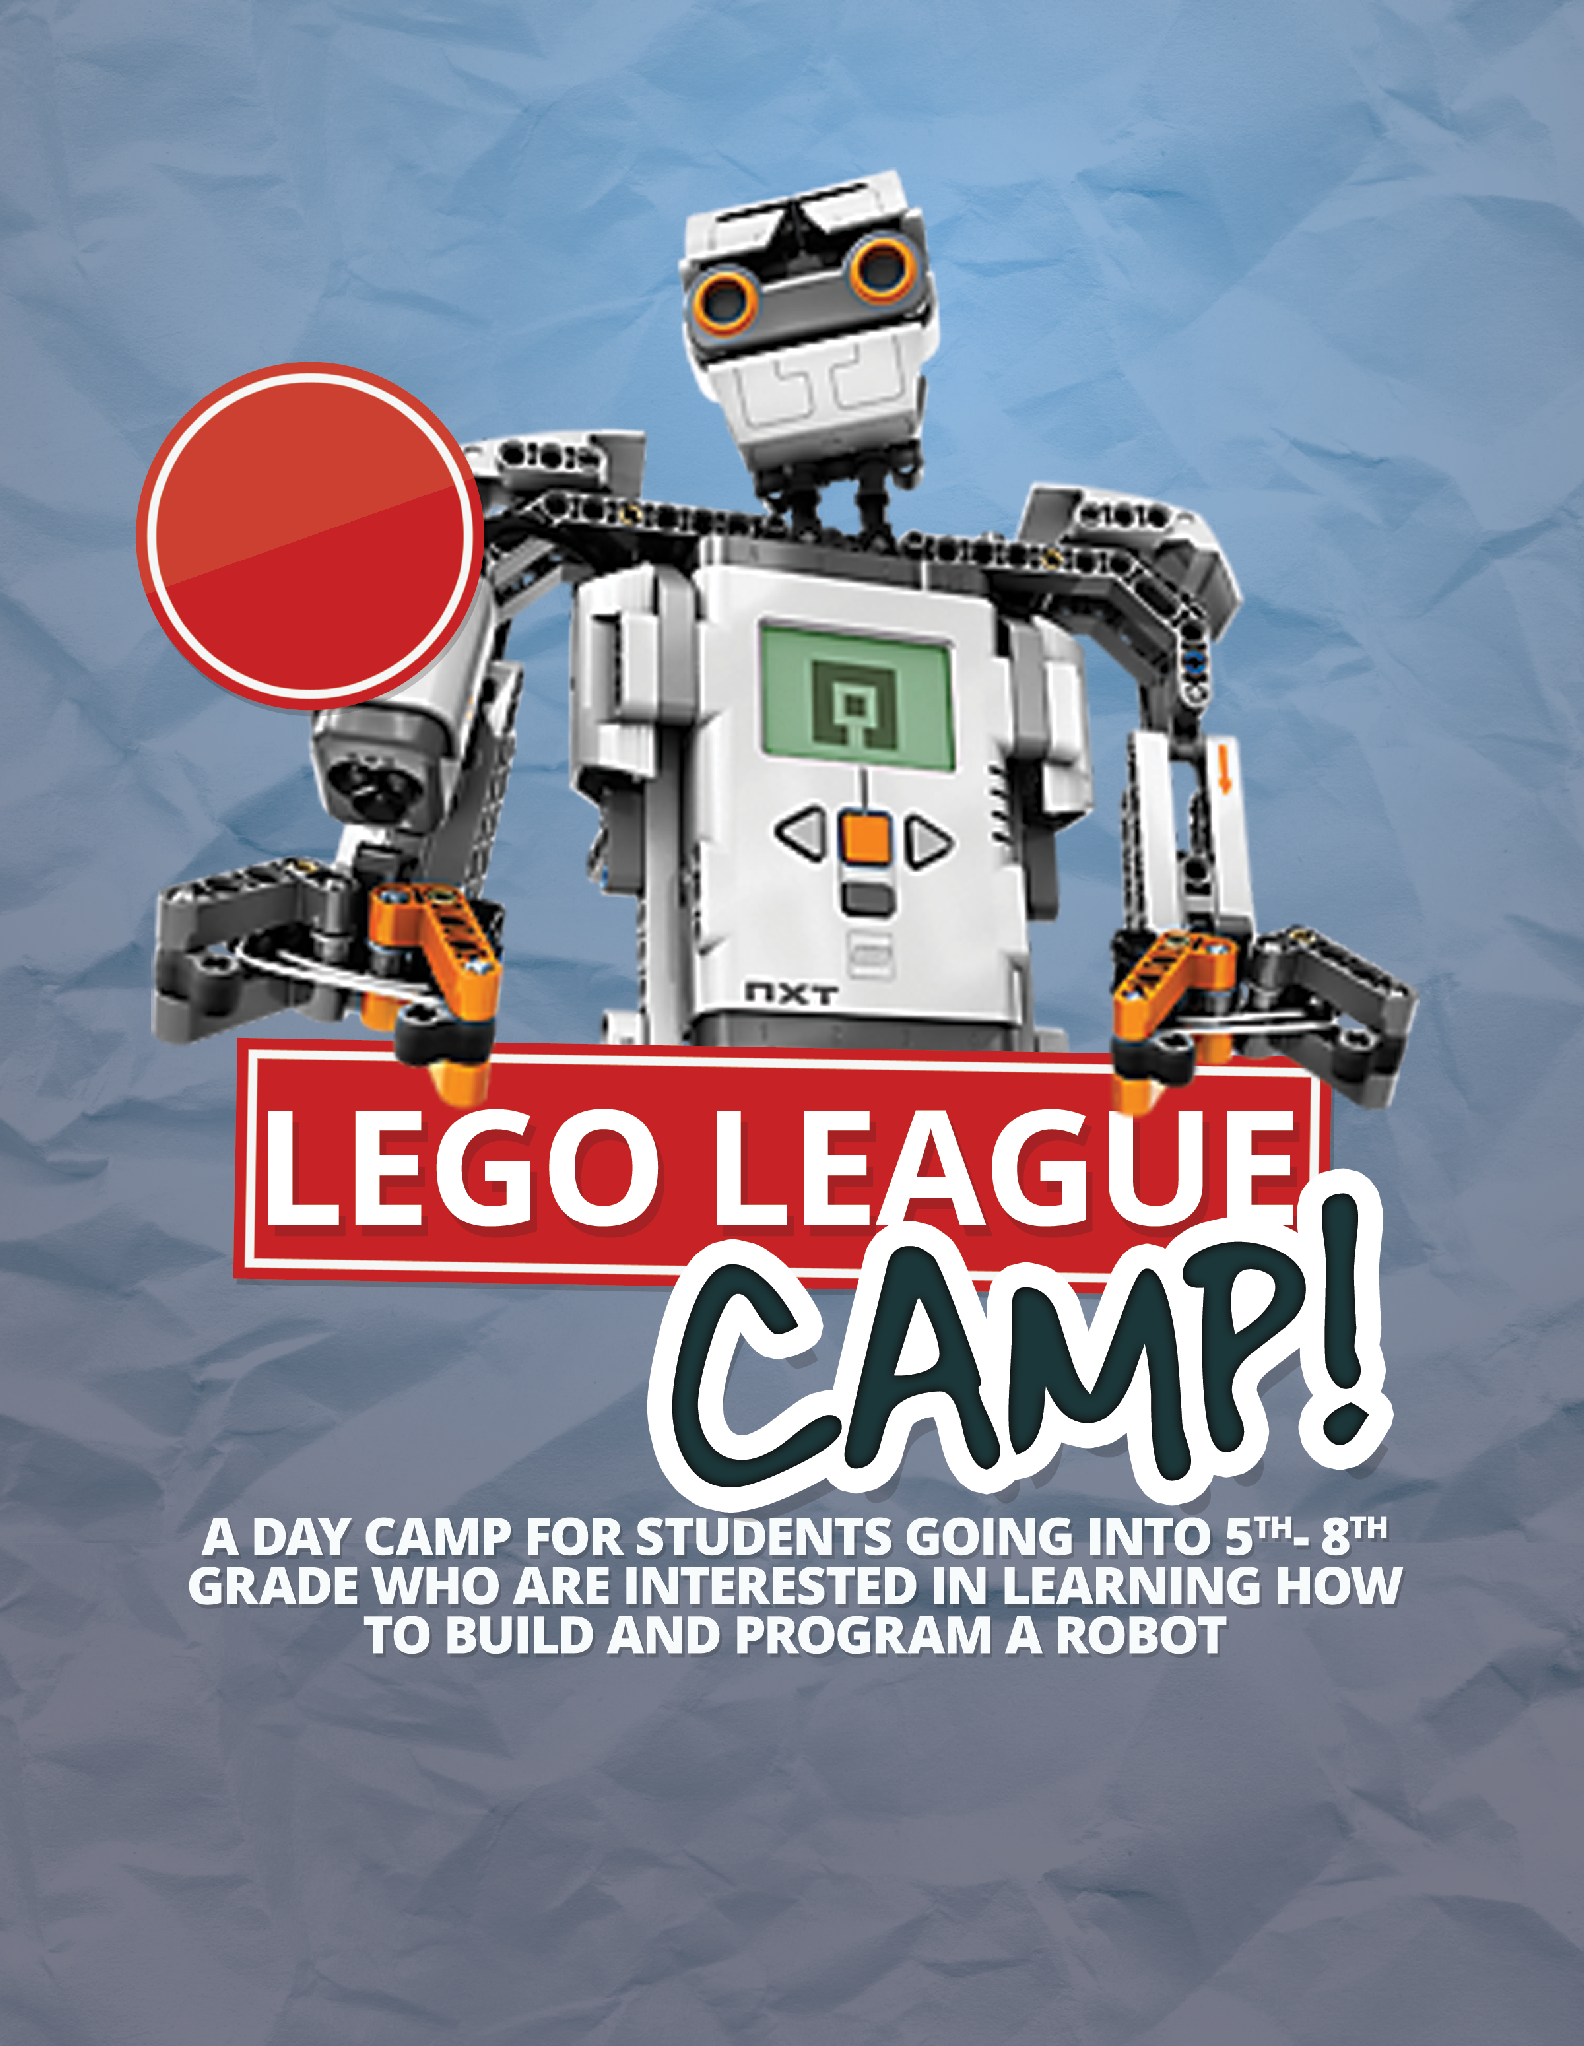 nxt
LEGO LEAGUE
CAMP!
A DAY CAMP FOR STUDENTS GOING INTO 5TH- 8TH
GRADE WHO ARE INTERESTED IN LEARNING HOW
TO BUILD AND PROGRAM A ROBOT